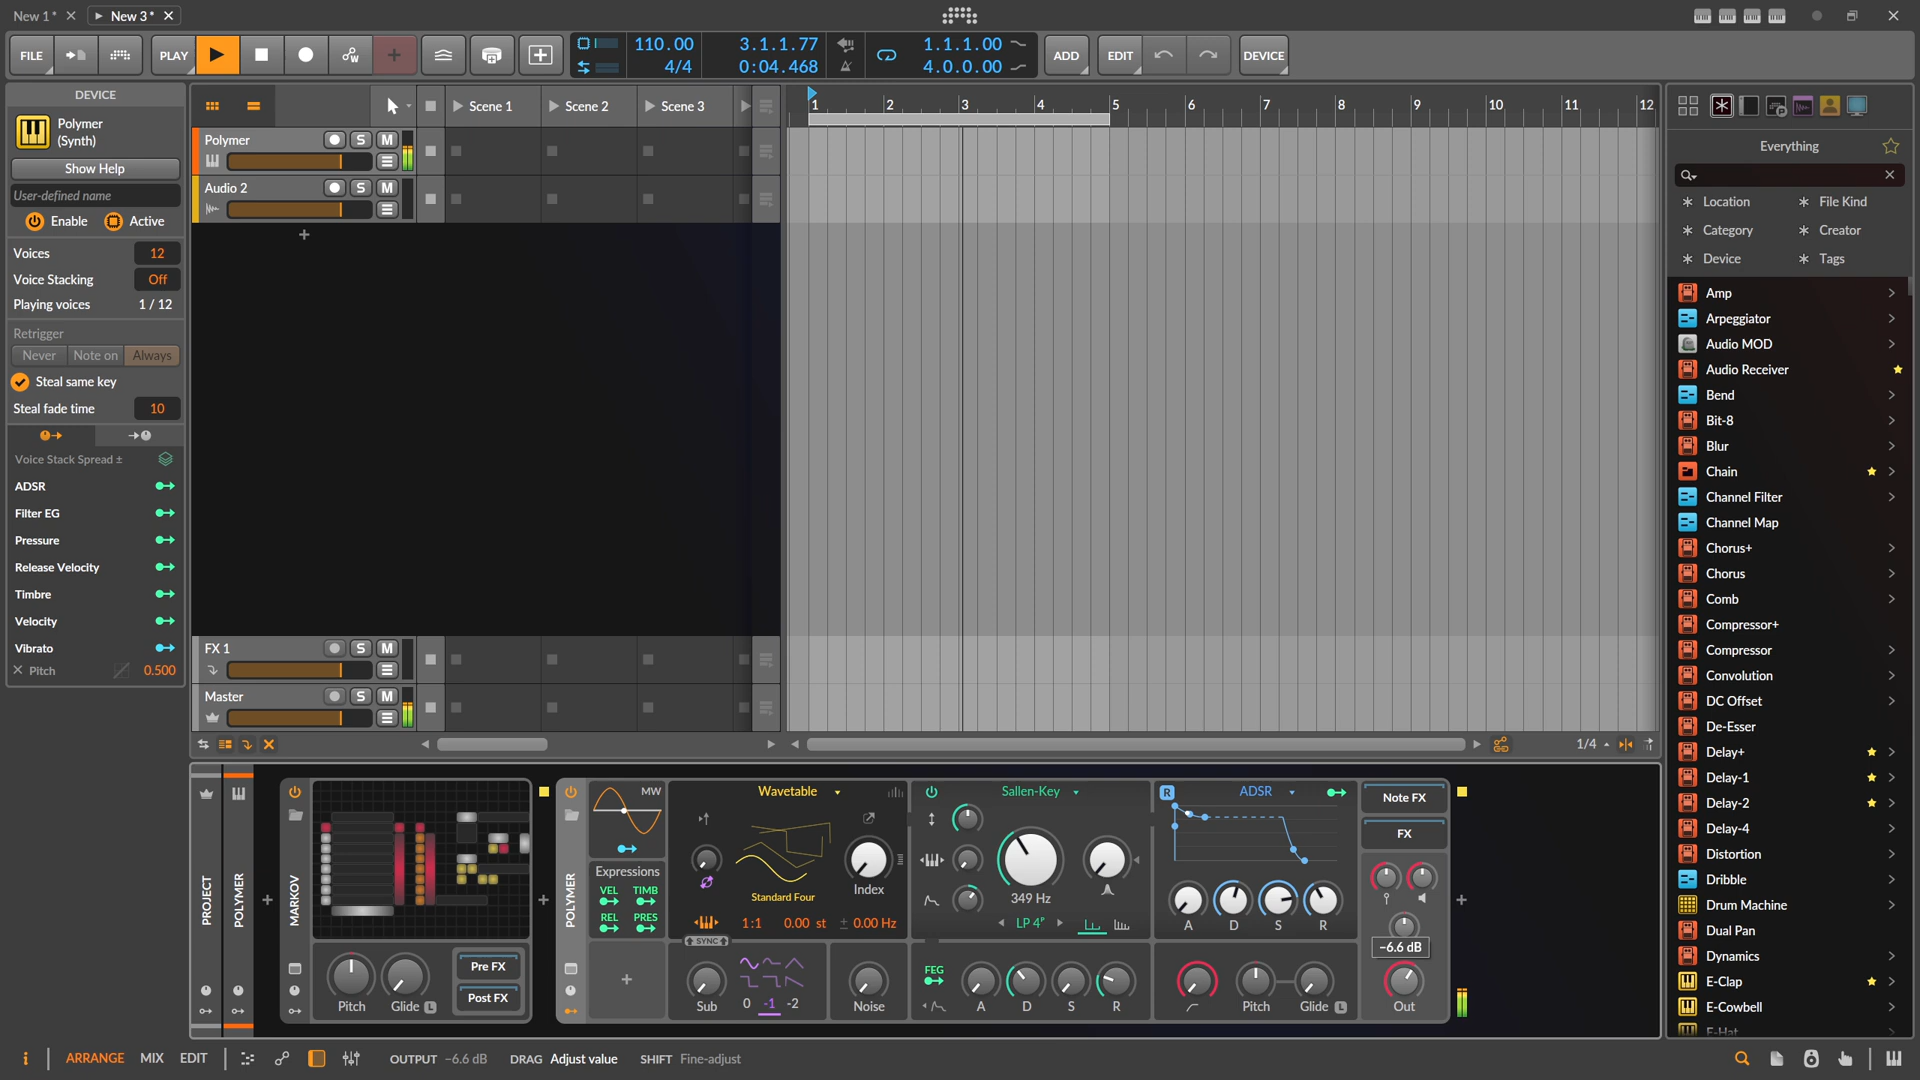 New 1*
New 3*
FILE
PLAY
110.00
4/4
3.1.1.77
0:04.468
1.1.1.00
4.0.0.00
ADD
EDIT
DEVICE
DEVICE
Polymer
(Synth)
Show Help
User-defined name
Enable
Active
Voices 12
Voice Stacking Off
Playing voices 1 / 12
Retrigger
Never Note on Always
Steal same key
Steal fade time 10
Voice Stack Spread ±
ADSR
Filter EG
Pressure
Release Velocity
Timbre
Velocity
Vibrato
Pitch 0.500
Scene 1
Scene 2
Scene 3
Polymer
S M
Audio 2
S M
FX 1
S M
Master
S M
1 2 3 4 5 6 7 8 9 10 11 12
1/4
Everything
Location
File Kind
Category
Creator
Device
Tags
Amp
Arpeggiator
Audio MOD
Audio Receiver
Bend
Bit-8
Blur
Chain
Channel Filter
Channel Map
Chorus+
Chorus
Comb
Compressor+
Compressor
Convolution
DC Offset
De-Esser
Delay+
Delay-1
Delay-2
Delay-4
Distortion
Dribble
Drum Machine
Dual Pan
Dynamics
E-Clap
E-Cowbell
E-Hat
PROJECT
POLYMER
MARKOV
Pitch
Glide
L
Pre FX
Post FX
POLYMER
MW
Expressions
VEL TIMB
REL PRES
Wavetable
Index
Standard Four
1:1 0.00 st ± 0.00 Hz
SYNC
Sub
0 -1 -2
Noise
Sallen-Key
349 Hz
LP 4P
FEG
A D S R
R
ADSR
A D S R
Pitch
Glide
L
Note FX
FX
−6.6 dB
Out
ARRANGE
MIX
EDIT
OUTPUT −6.6 dB
DRAG Adjust value
SHIFT Fine-adjust